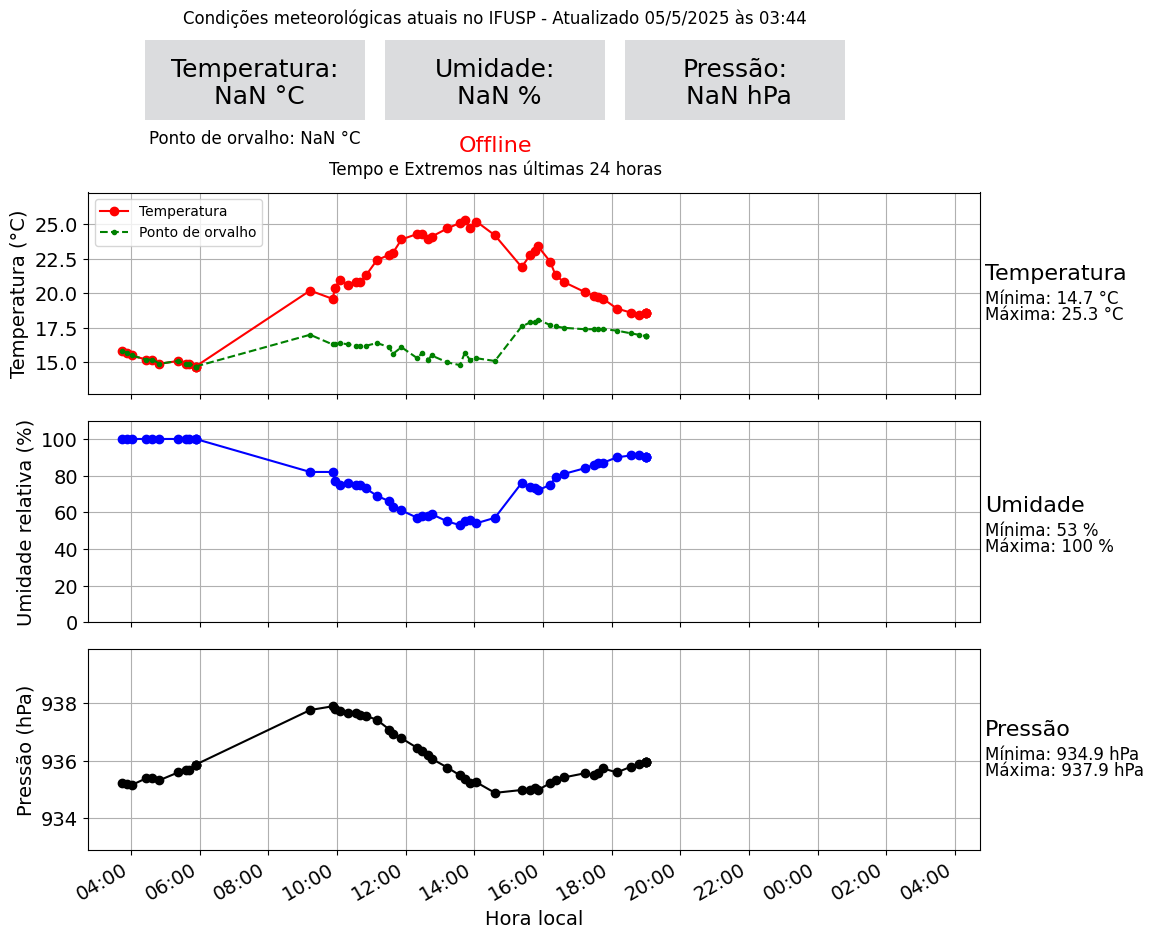 Condições meteorológicas atuais no IFUSP - Atualizado 05/5/2025 às 03:44
Temperatura:
NaN °C
Umidade:
NaN %
Pressão:
NaN hPa
Ponto de orvalho: NaN °C
Offline
Tempo e Extremos nas últimas 24 horas
Temperatura (°C)
25.0
22.5
20.0
17.5
15.0
Temperatura
Ponto de orvalho
Temperatura
Mínima: 14.7 °C
Máxima: 25.3 °C
Umidade relativa (%)
100
80
60
40
20
0
Umidade
Mínima: 53 %
Máxima: 100 %
Pressão (hPa)
938
936
934
Pressão
Mínima: 934.9 hPa
Máxima: 937.9 hPa
04:00
06:00
08:00
10:00
12:00
14:00
16:00
18:00
20:00
22:00
00:00
02:00
04:00
Hora local